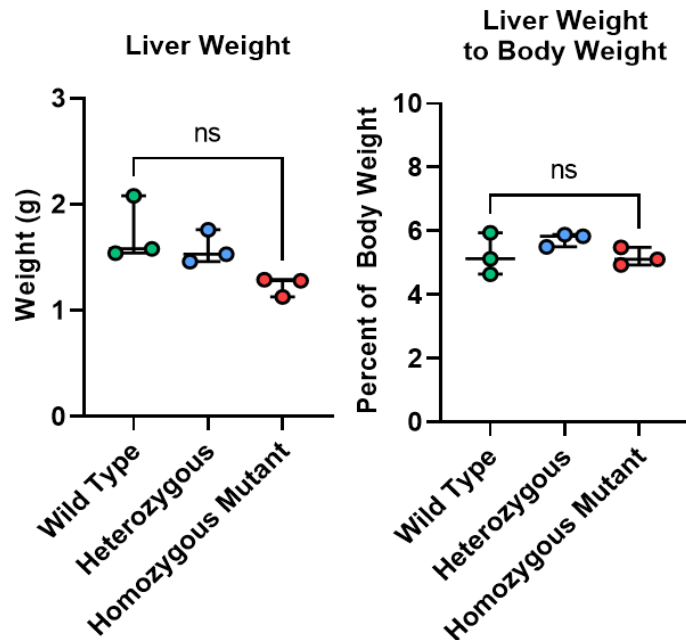 Liver Weight
Weight (g)
3
2
1
0
ns
Wild Type
Heterozygous
Homozygous Mutant
Liver Weight
to Body Weight
Percent of Body Weight
10
8
6
4
2
0
ns
Wild Type
Heterozygous
Homozygous Mutant